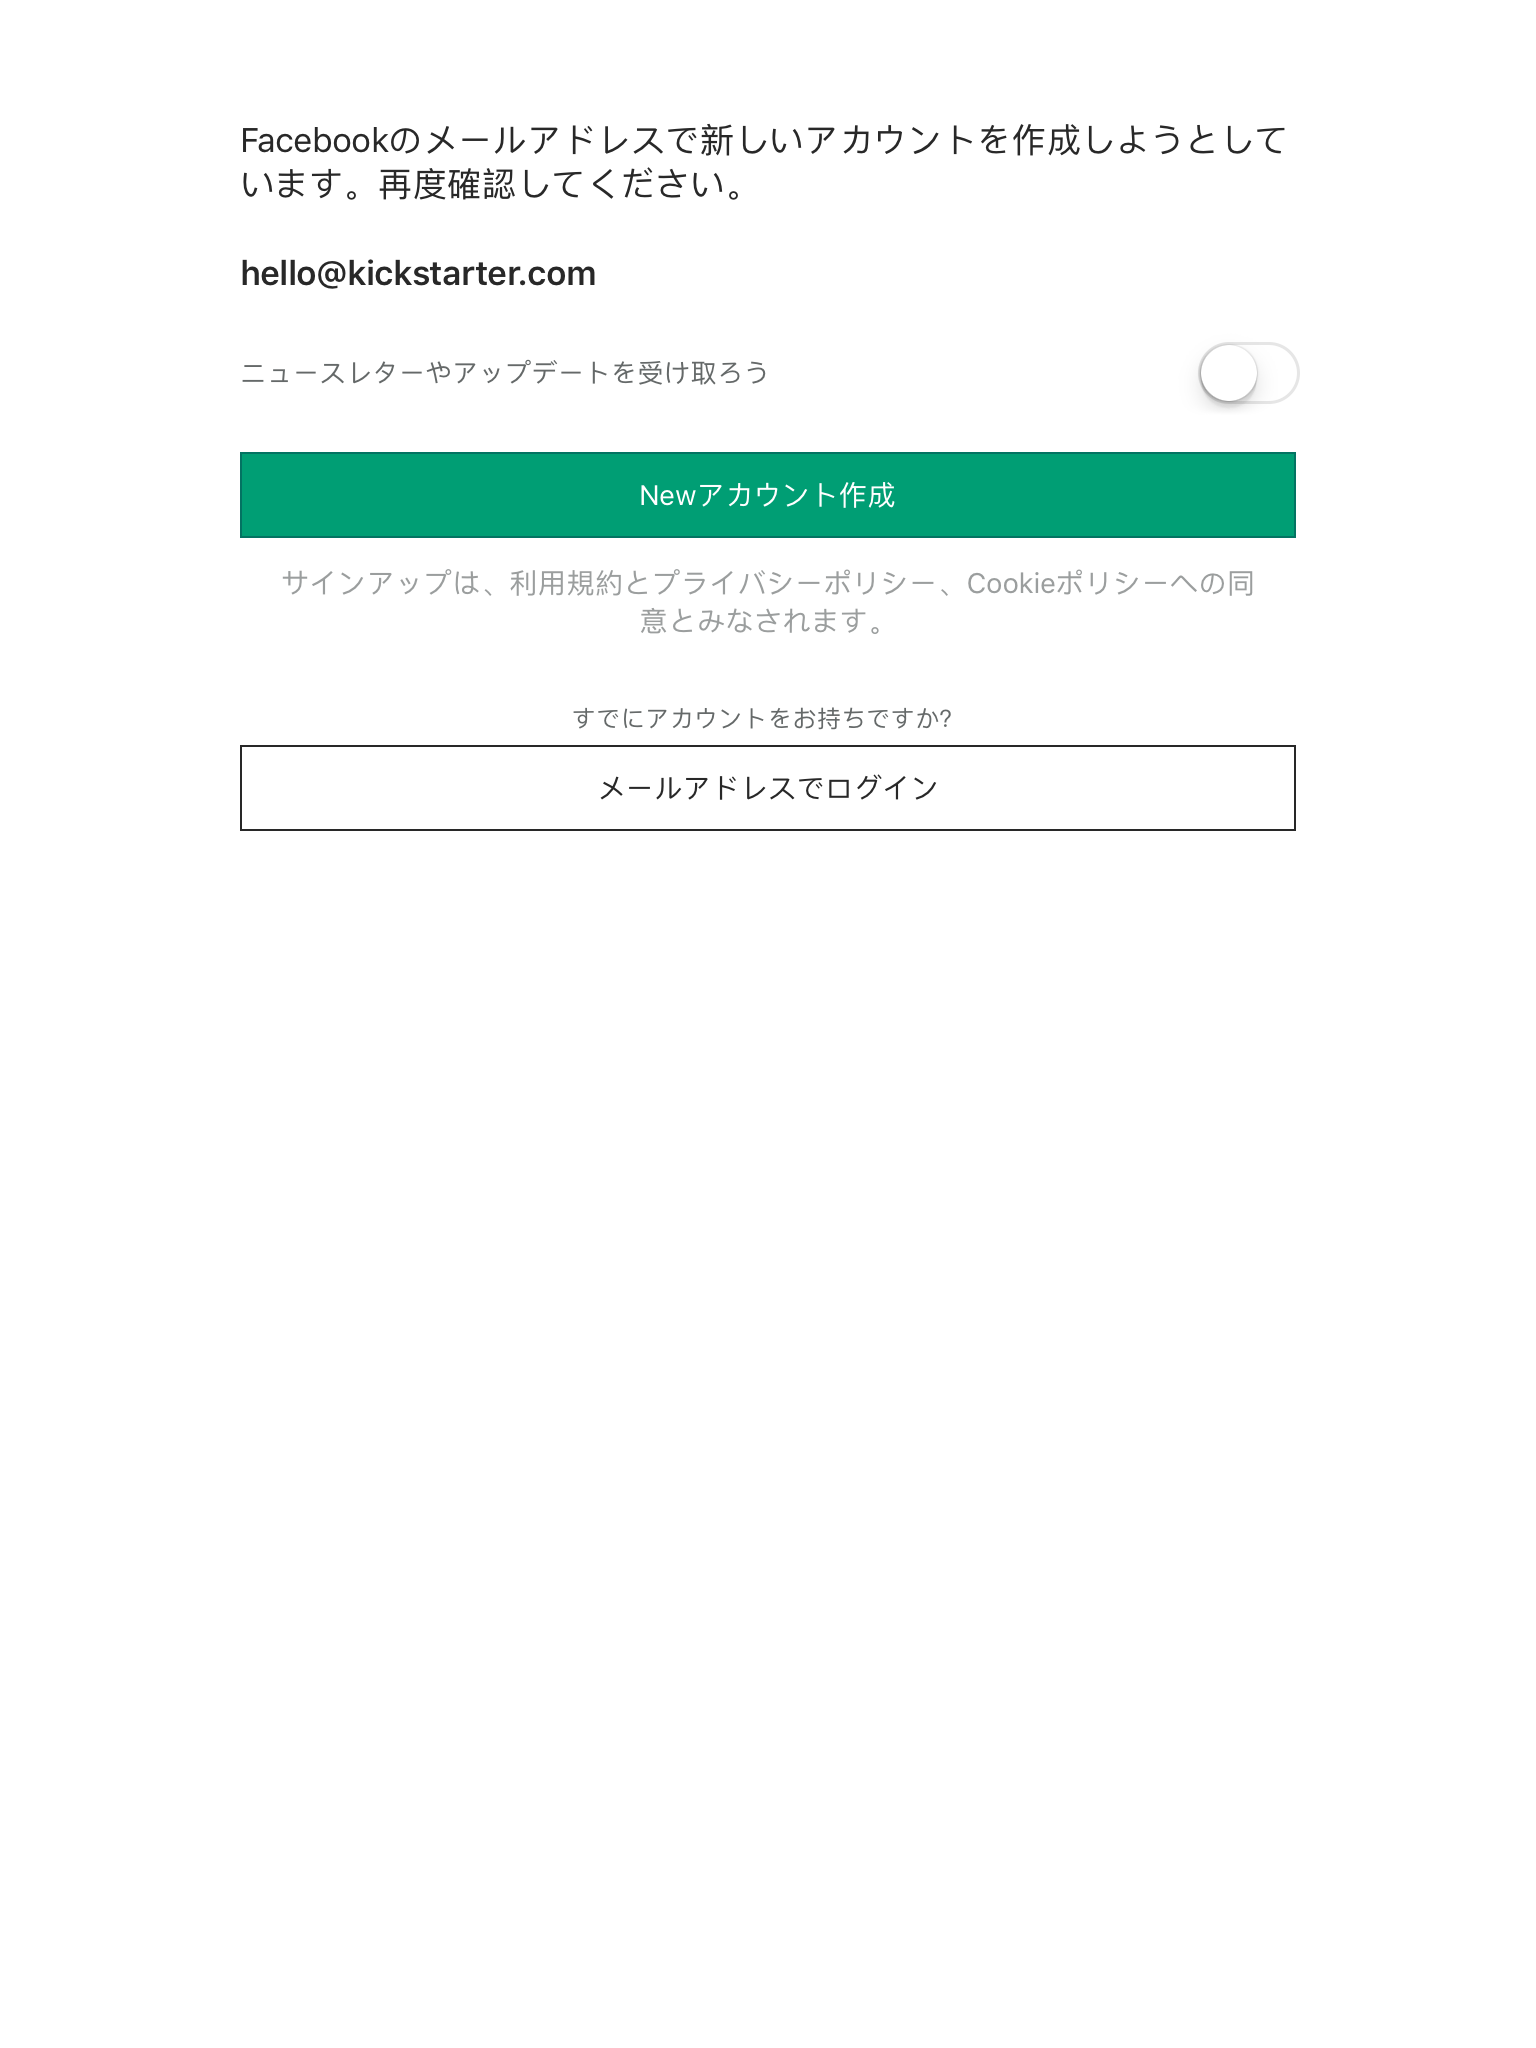 Facebookのメールアドレスで新しいアカウントを作成しようとして
います。再度確認してください。
hello@kickstarter.com
ニュースレターやアップデートを受け取ろう
Newアカウント作成
サインアップは、利用規約とプライバシーポリシー、Cookieポリシーへの同
意とみなされます。
すでにアカウントをお持ちですか?
メールアドレスでログイン